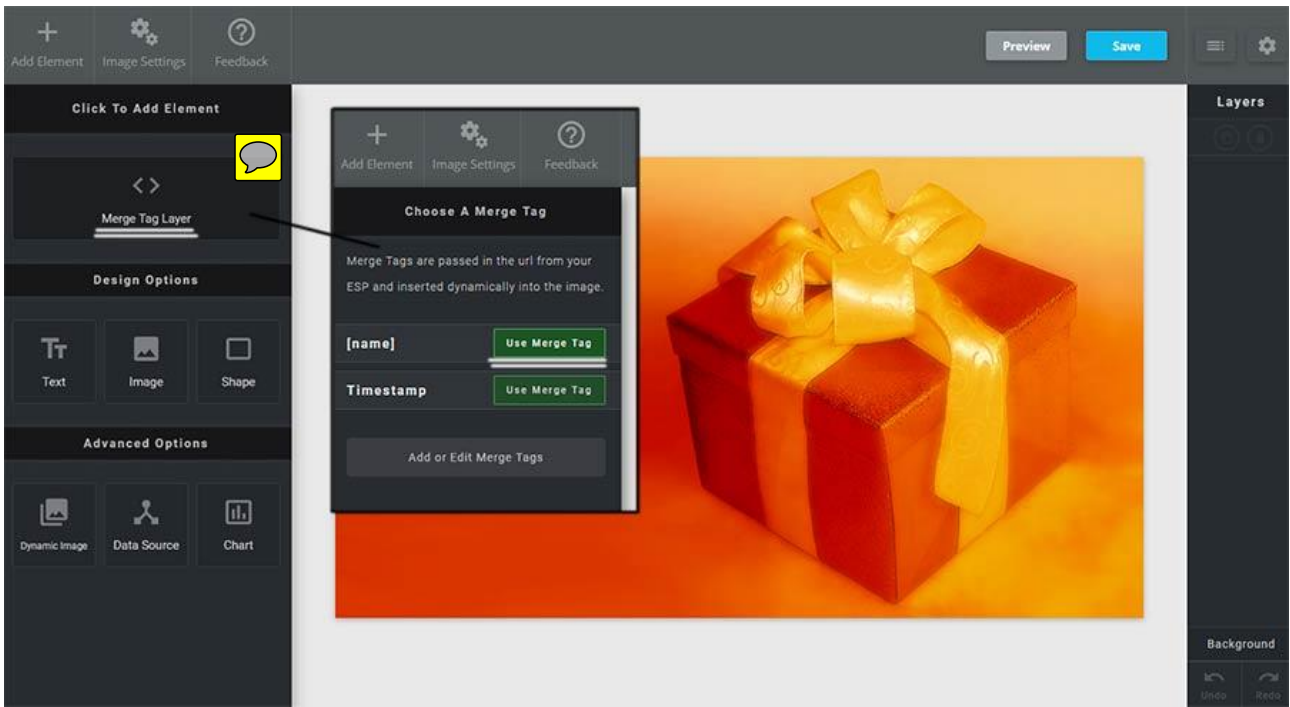 Add Element
Image Settings
Feedback
Preview
Save
Click To Add Element
Merge Tag Layer
Design Options
Text
Image
Shape
Advanced Options
Dynamic Image
Data Source
Chart
Add Element
Image Settings
Feedback
Choose A Merge Tag
Merge Tags are passed in the url from your
ESP and inserted dynamically into the image.
[name] Use Merge Tag
Timestamp Use Merge Tag
Add or Edit Merge Tags
Layers
Background
Undo Redo